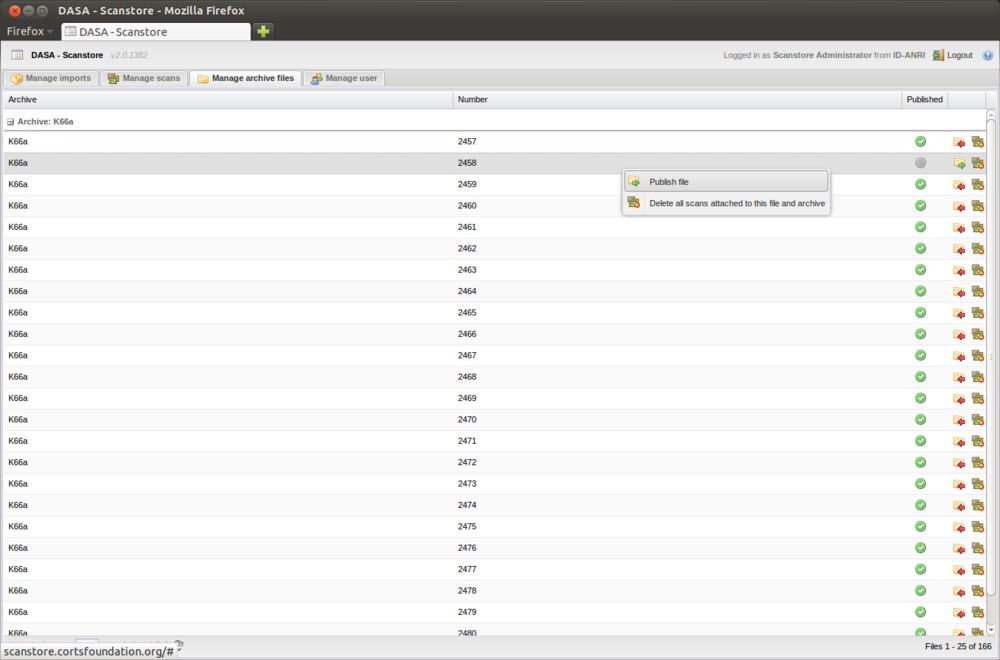 DASA - Scanstore - Mozilla Firefox
Firefox DASA - Scanstore
DASA - Scanstore v2.0.1382 Logged in as Scanstore Administrator from ID-ANRI Logout
Manage imports Manage scans Manage archive files Manage user
Archive Number Published
Archive: K66a
K66a 2457
K66a 2458
K66a 2459
K66a 2460
K66a 2461
K66a 2462
K66a 2463
K66a 2464
K66a 2465
K66a 2466
K66a 2467
K66a 2468
K66a 2469
K66a 2470
K66a 2471
K66a 2472
K66a 2473
K66a 2474
K66a 2475
K66a 2476
K66a 2477
K66a 2478
K66a 2479
K66a 2480
Publish file
Delete all scans attached to this file and archive
scanstore.cortsfoundation.org/# Files 1 - 25 of 166